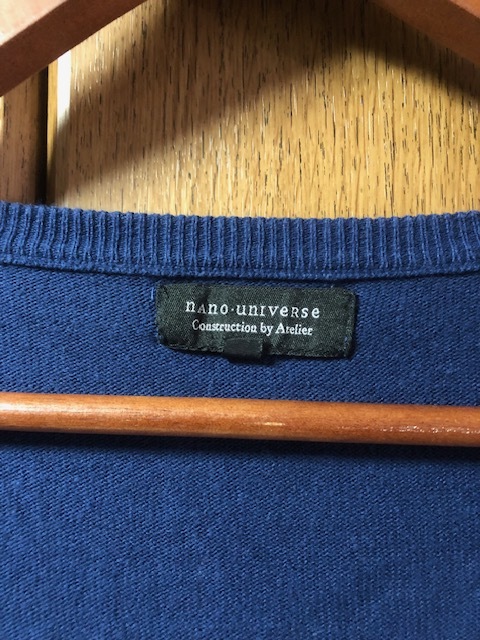 nAno·unIverse
Construction by Atelier